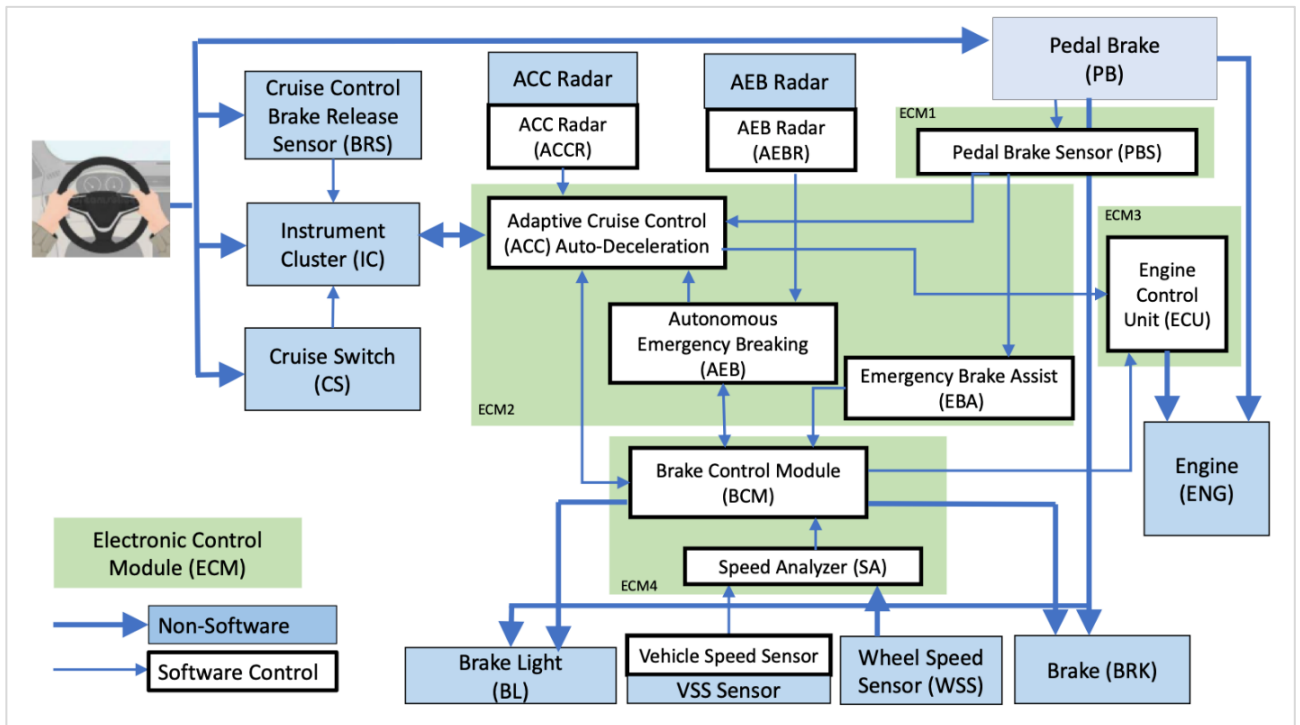 Pedal Brake
(PB)
Cruise Control
Brake Release
Sensor (BRS)
ACC Radar
ACC Radar
(ACCR)
AEB Radar
AEB Radar
(AEBR)
ECM1
Pedal Brake Sensor (PBS)
Instrument
Cluster (IC)
Adaptive Cruise Control
(ACC) Auto-Deceleration
ECM3
Engine
Control
Unit (ECU)
Cruise Switch
(CS)
Autonomous
Emergency Breaking
(AEB)
Emergency Brake Assist
(EBA)
ECM2
Brake Control Module
(BCM)
Engine
(ENG)
Electronic Control
Module (ECM)
Speed Analyzer (SA)
ECM4
Non-Software
Software Control
Brake Light
(BL)
Vehicle Speed Sensor
VSS Sensor
Wheel Speed
Sensor (WSS)
Brake (BRK)